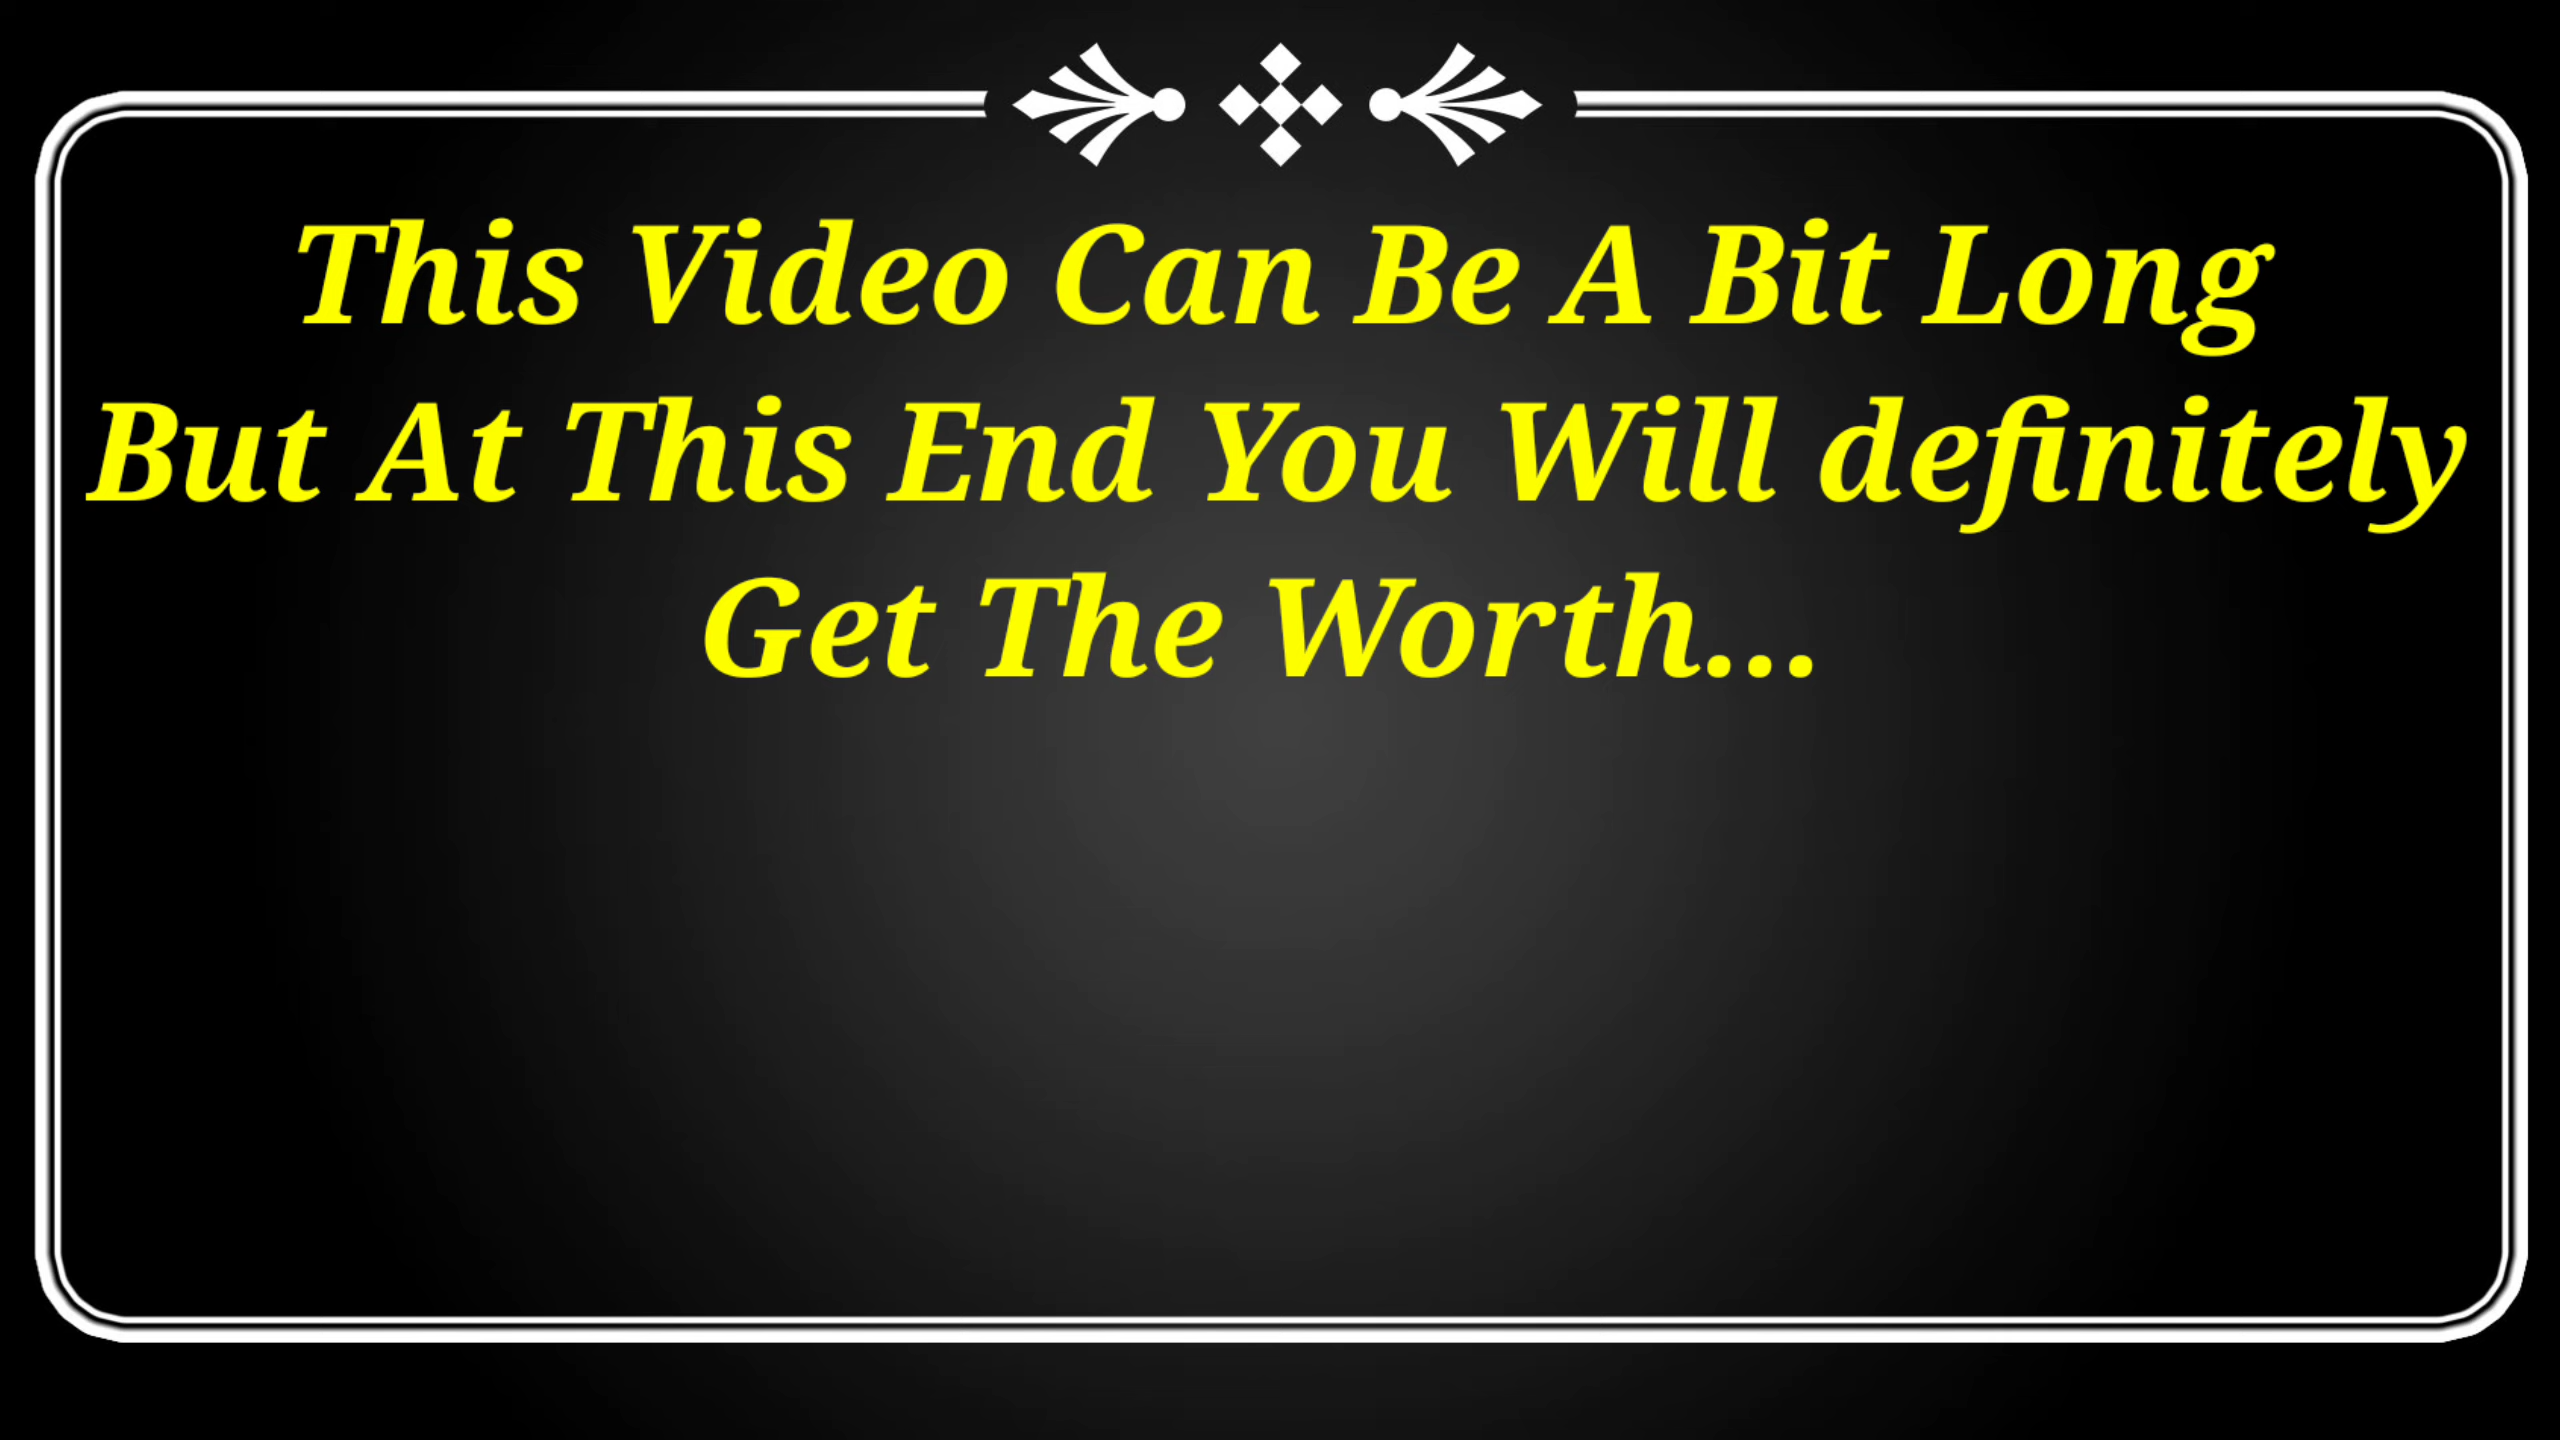 This Video Can Be A Bit Long
But At This End You Will definitely
Get The Worth...